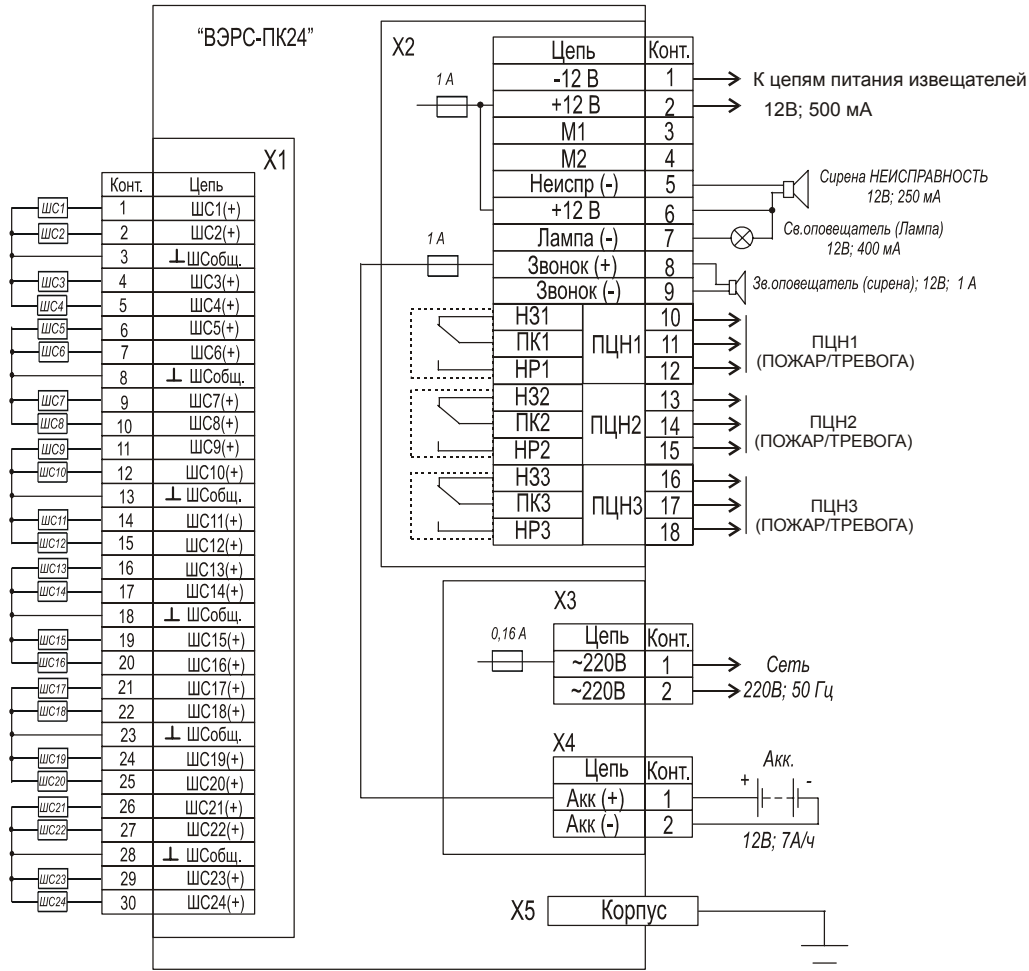 “ВЭРС-ПК24”
X1
Конт. Цепь
ШС1 1 ШС1(+)
ШС2 2 ШС2(+)
3 ⊥ШСобщ.
ШС3 4 ШС3(+)
ШС4 5 ШС4(+)
ШС5 6 ШС5(+)
ШС6 7 ШС6(+)
8 ⊥ ШСобщ.
ШС7 9 ШС7(+)
ШС8 10 ШС8(+)
ШС9 11 ШС9(+)
ШС10 12 ШС10(+)
13 ⊥ ШСобщ.
ШС11 14 ШС11(+)
ШС12 15 ШС12(+)
ШС13 16 ШС13(+)
ШС14 17 ШС14(+)
18 ⊥ ШСобщ.
ШС15 19 ШС15(+)
ШС16 20 ШС16(+)
ШС17 21 ШС17(+)
ШС18 22 ШС18(+)
23 ⊥ ШСобщ.
ШС19 24 ШС19(+)
ШС20 25 ШС20(+)
ШС21 26 ШС21(+)
ШС22 27 ШС22(+)
28 ⊥ ШСобщ.
ШС23 29 ШС23(+)
ШС24 30 ШС24(+)
X2
Цепь Конт.
-12 В 1 К цепям питания извещателей
1 А
+12 В 2 12В; 500 мА
М1 3
М2 4
Неиспр (-) 5 Сирена НЕИСПРАВНОСТЬ
12В; 250 мА
+12 В 6
Лампа (-) 7 Св.оповещатель (Лампа)
12В; 400 мА
1 А
Звонок (+) 8 Зв.оповещатель (сирена); 12В; 1 А
Звонок (-) 9
НЗ1 10
ПК1 ПЦН1 11 ПЦН1
(ПОЖАР/ТРЕВОГА)
НР1 12
НЗ2 13
ПК2 ПЦН2 14 ПЦН2
(ПОЖАР/ТРЕВОГА)
НР2 15
НЗ3 16
ПК3 ПЦН3 17 ПЦН3
(ПОЖАР/ТРЕВОГА)
НР3 18
X3
0,16 А
Цепь Конт.
~220В 1 Сеть
~220В 2 220В; 50 Гц
X4
Цепь Конт. Акк.
Акк (+) 1 + -
Акк (-) 2 12В; 7А/ч
X5 Корпус